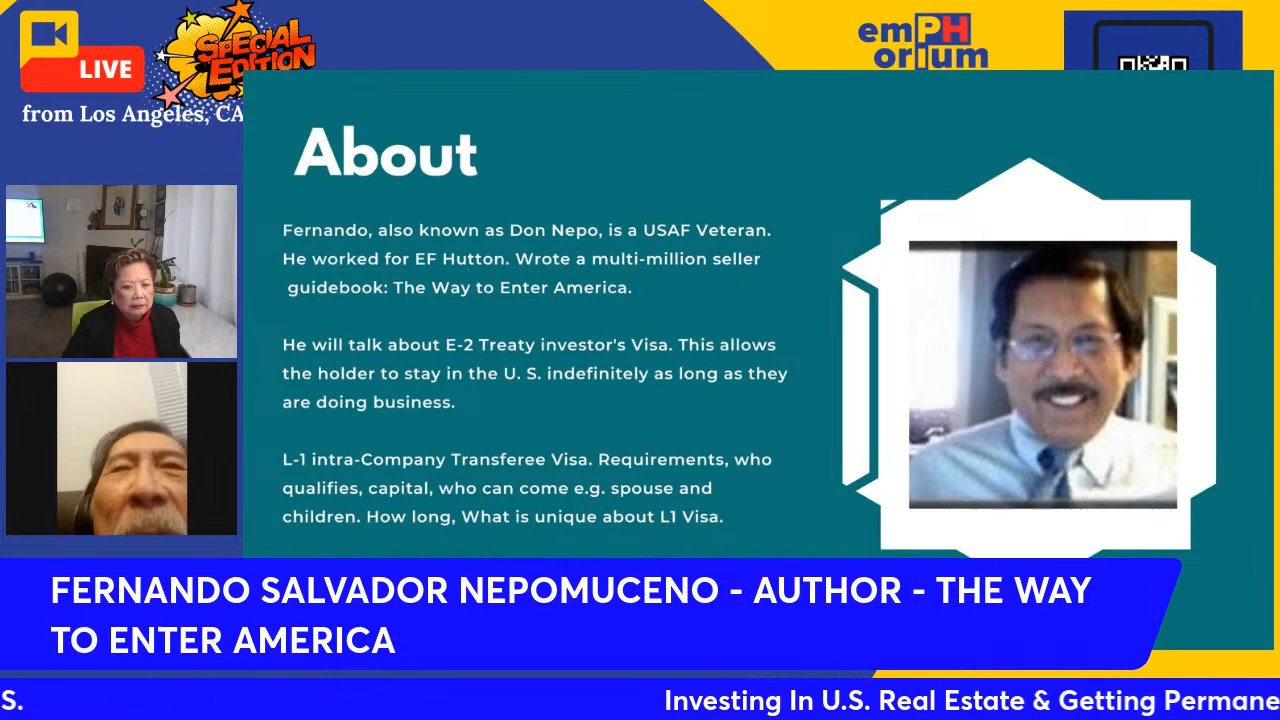 LIVE
SPECIAL
EDITION
from Los Angeles, CA
emPH
orium
About
Fernando, also known as Don Nepo, is a USAF Veteran.
He worked for EF Hutton. Wrote a multi-million seller
guidebook: The Way to Enter America.
He will talk about E-2 Treaty investor's Visa. This allows
the holder to stay in the U. S. indefinitely as long as they
are doing business.
L-1 intra-Company Transferee Visa. Requirements, who
qualifies, capital, who can come e.g. spouse and
children. How long, What is unique about L1 Visa.
FERNANDO SALVADOR NEPOMUCENO - AUTHOR - THE WAY
TO ENTER AMERICA
S. Investing In U.S. Real Estate & Getting Permane